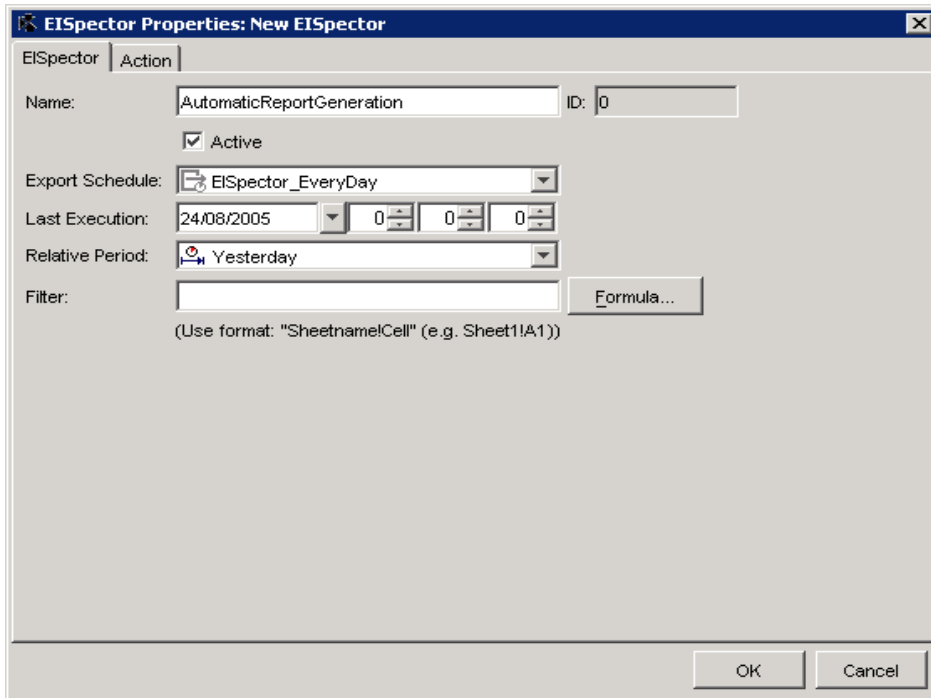 EISpector Properties: New EISpector
EISpector Action
Name: AutomaticReportGeneration ID: 0
Active
Export Schedule: EISpector_EveryDay
Last Execution: 24/08/2005 0 0 0
Relative Period: Yesterday
Filter: Formula...
(Use format: "Sheetname!Cell" (e.g. Sheet1!A1))
OK Cancel